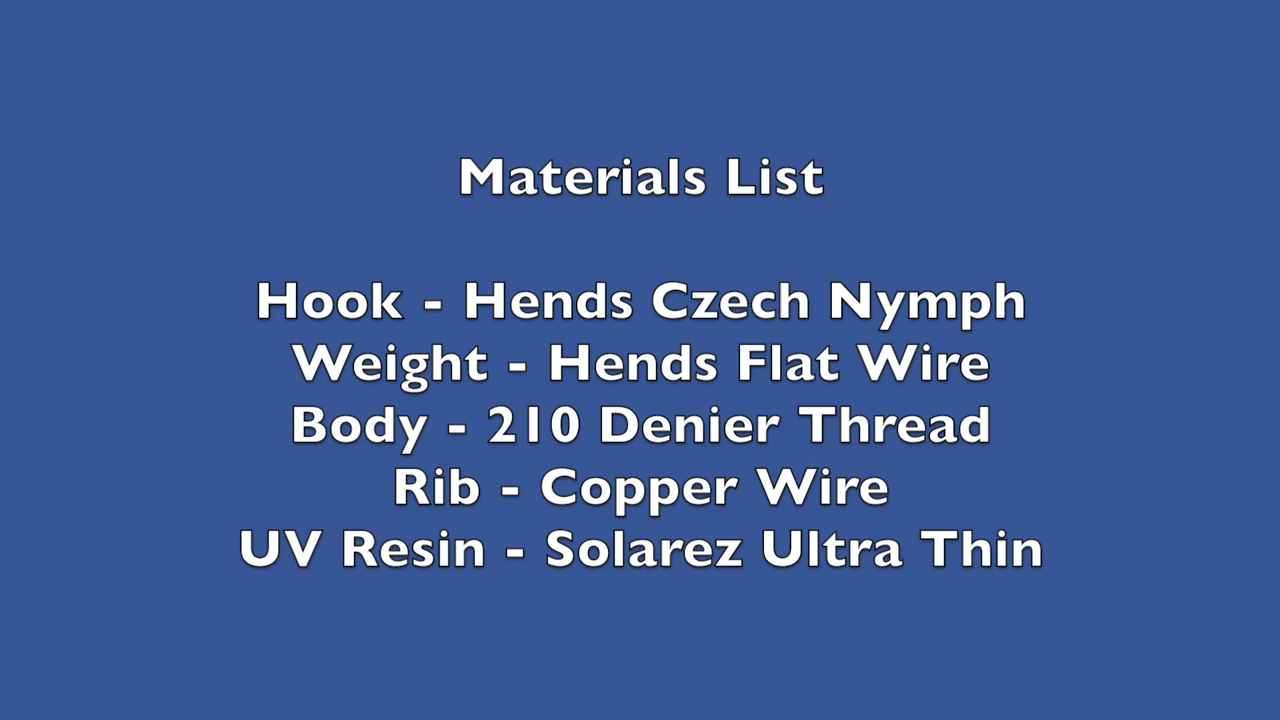 Materials List
Hook - Hends Czech Nymph
Weight - Hends Flat Wire
Body - 210 Denier Thread
Rib - Copper Wire
UV Resin - Solarez Ultra Thin